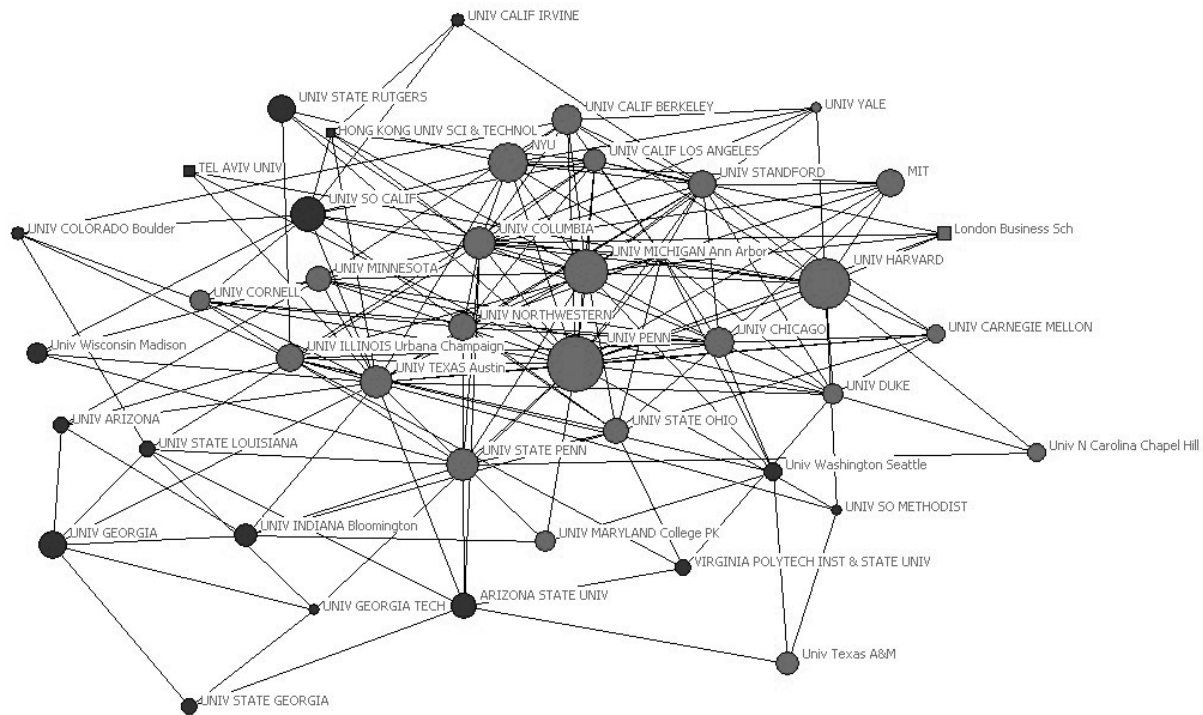 UNIV CALIF IRVINE
UNIV STATE RUTGERS
UNIV CALIF BERKELEY
UNIV YALE
HONG KONG UNIV SCI & TECHNOL
NYU
UNIV CALIF LOS ANGELES
TEL AVIV UNIV
UNIV STANDFORD
MIT
UNIV SO CALIF
UNIV COLORADO Boulder
UNIV COLUMBIA
London Business Sch
UNIV MICHIGAN Ann Arbor
UNIV HARVARD
UNIV MINNESOTA
UNIV CORNELL
UNIV NORTHWESTERN
UNIV CHICAGO
UNIV CARNEGIE MELLON
UNIV PENN
Univ Wisconsin Madison
UNIV ILLINOIS Urbana Champaign
UNIV TEXAS Austin
UNIV DUKE
UNIV ARIZONA
UNIV STATE OHIO
UNIV STATE LOUISIANA
UNIV STATE PENN
Univ N Carolina Chapel Hill
Univ Washington Seattle
UNIV SO METHODIST
UNIV INDIANA Bloomington
UNIV GEORGIA
UNIV MARYLAND College PK
VIRGINIA POLYTECH INST & STATE UNIV
ARIZONA STATE UNIV
UNIV GEORGIA TECH
Univ Texas A&M
UNIV STATE GEORGIA